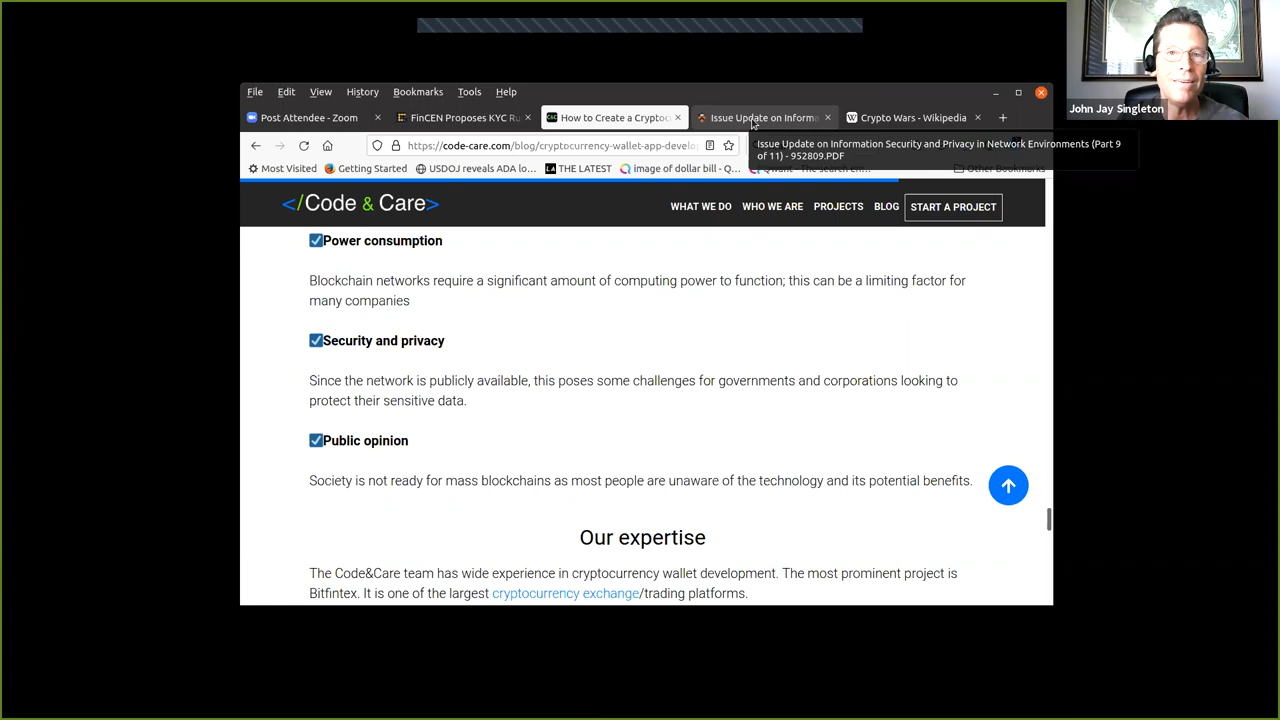 John Jay Singleton
File Edit View History Bookmarks Tools Help
Post Attendee - Zoom
FinCEN Proposes KYC Ru
How to Create a Cryptoc
Issue Update on Informa
Crypto Wars - Wikipedia
https://code-care.com/blog/cryptocurrency-wallet-app-develo
Issue Update on Information Security and Privacy in Network Environments (Part 9
of 11) - 952809.PDF
Most Visited Getting Started USDOJ reveals ADA lo... THE LATEST image of dollar bill - Q... Qwant - The search en... Other Bookmarks
</Code & Care>
WHAT WE DO WHO WE ARE PROJECTS BLOG START A PROJECT
Power consumption
Blockchain networks require a significant amount of computing power to function; this can be a limiting factor for
many companies
Security and privacy
Since the network is publicly available, this poses some challenges for governments and corporations looking to
protect their sensitive data.
Public opinion
Society is not ready for mass blockchains as most people are unaware of the technology and its potential benefits.
Our expertise
The Code&Care team has wide experience in cryptocurrency wallet development. The most prominent project is
Bitfintex. It is one of the largest cryptocurrency exchange/trading platforms.